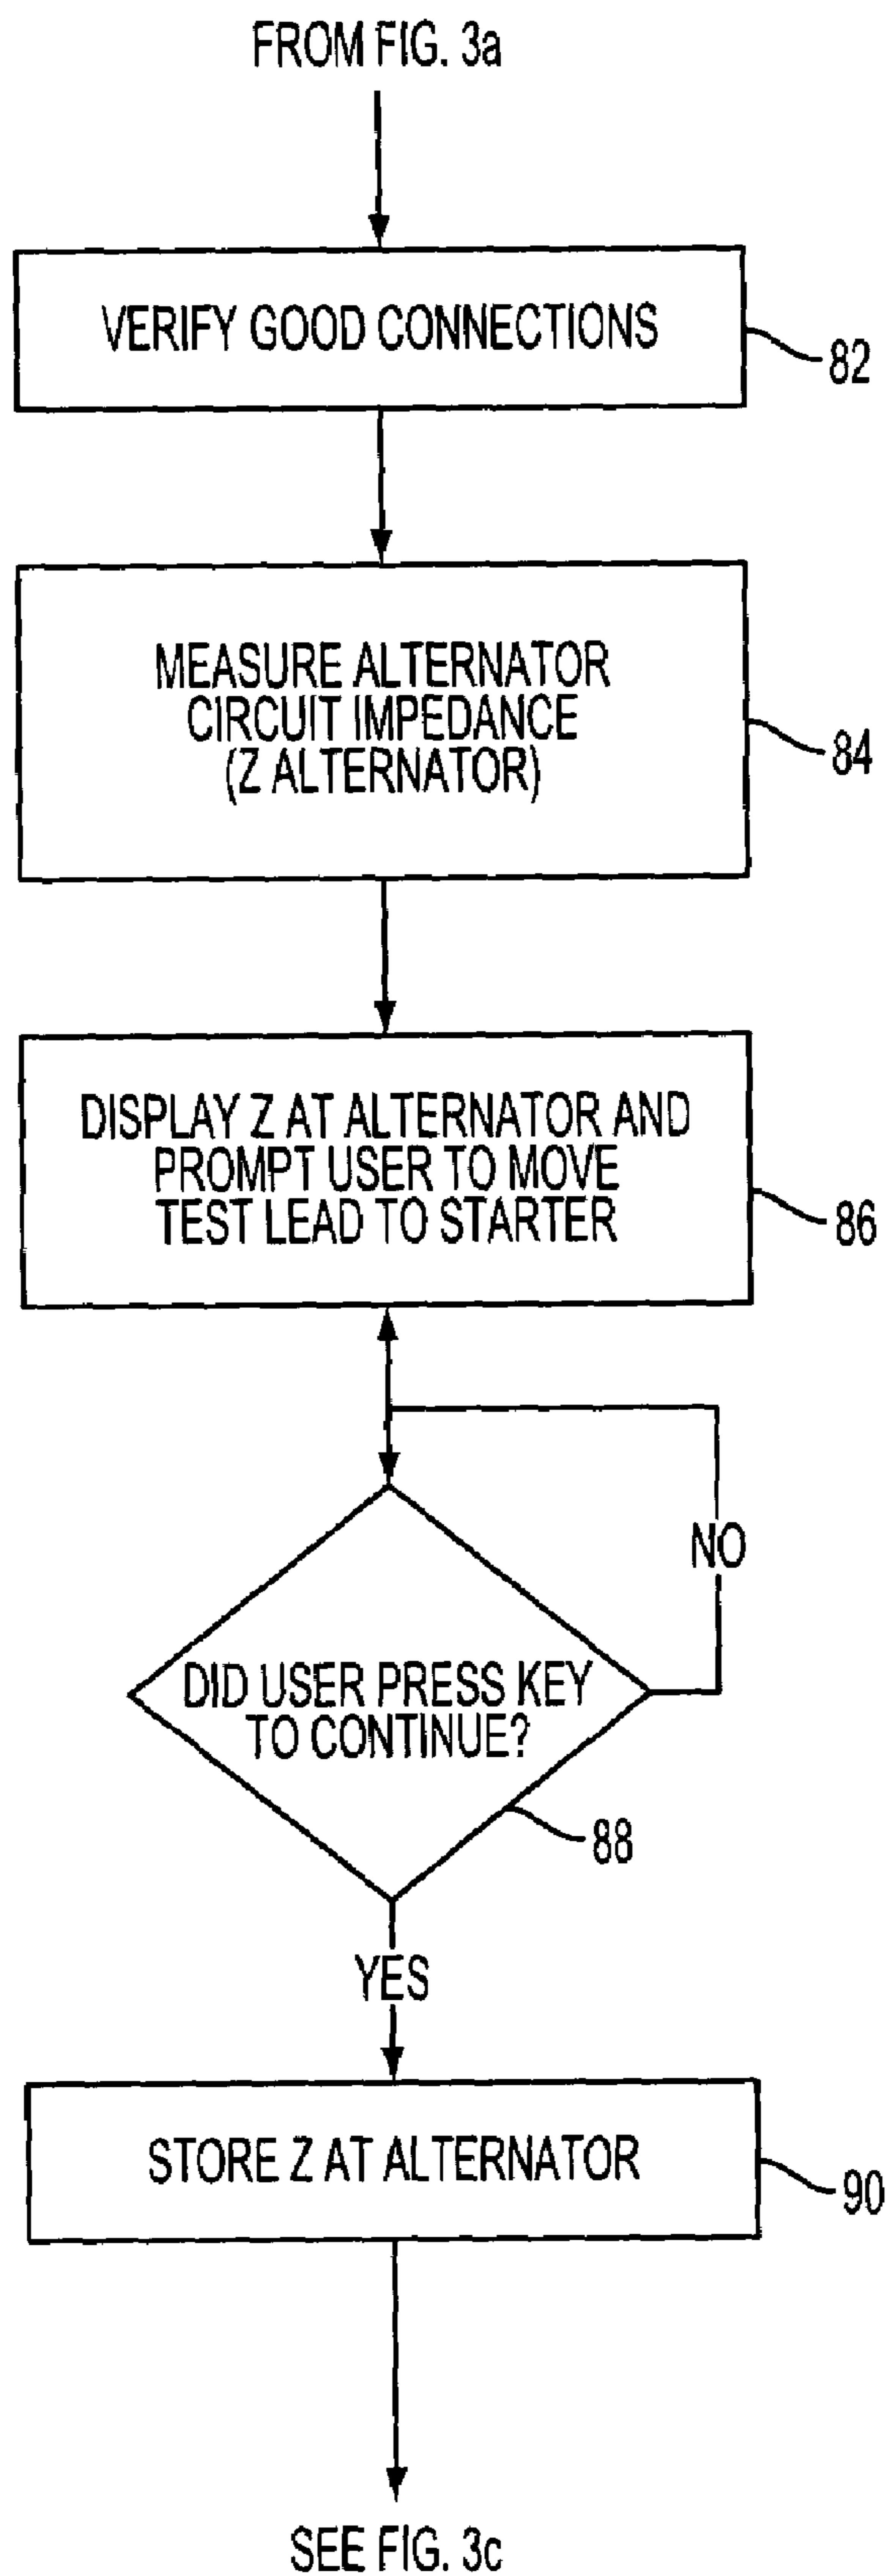 FROM FIG. 3a
VERIFY GOOD CONNECTIONS
82
MEASURE ALTERNATOR
CIRCUIT IMPEDANCE
(Z ALTERNATOR)
84
DISPLAY Z AT ALTERNATOR AND
PROMPT USER TO MOVE
TEST LEAD TO STARTER
86
NO
DID USER PRESS KEY
TO CONTINUE?
88
YES
STORE Z AT ALTERNATOR
90
SEE FIG. 3c